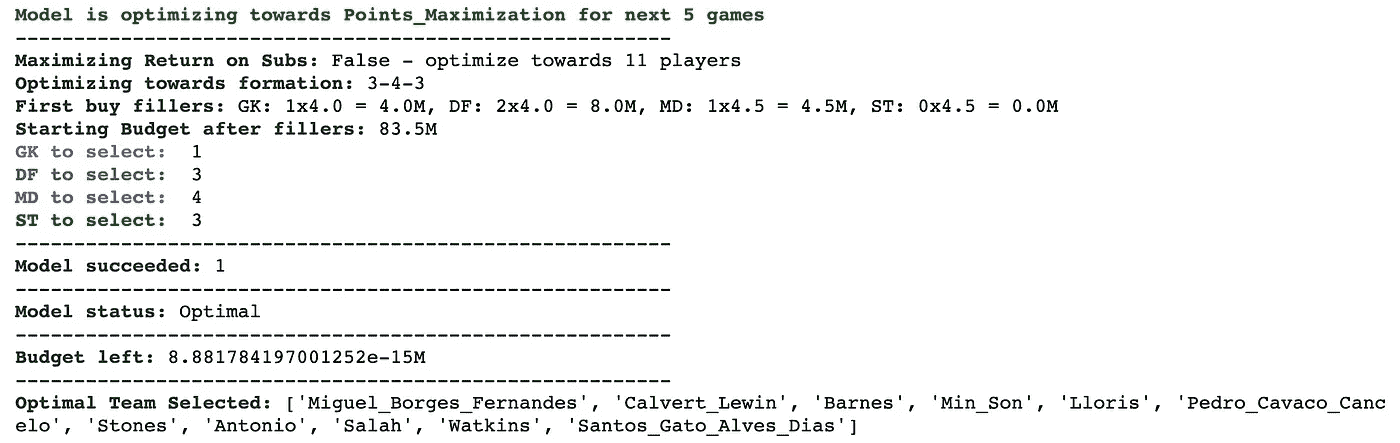 Model is optimizing towards Points_Maximization for next 5 games
--------------------------------------------------------
Maximizing Return on Subs: False - optimize towards 11 players
Optimizing towards formation: 3-4-3
First buy fillers: GK: 1x4.0 = 4.0M, DF: 2x4.0 = 8.0M, MD: 1x4.5 = 4.5M, ST: 0x4.5 = 0.0M
Starting Budget after fillers: 83.5M
GK to select: 1
DF to select: 3
MD to select: 4
ST to select: 3
--------------------------------------------------------
Model succeeded: 1
--------------------------------------------------------
Model status: Optimal
--------------------------------------------------------
Budget left: 8.881784197001252e-15M
--------------------------------------------------------
Optimal Team Selected: ['Miguel_Borges_Fernandes', 'Calvert_Lewin', 'Barnes', 'Min_Son', 'Lloris', 'Pedro_Cavaco_Canc
elo', 'Stones', 'Antonio', 'Salah', 'Watkins', 'Santos_Gato_Alves_Dias']